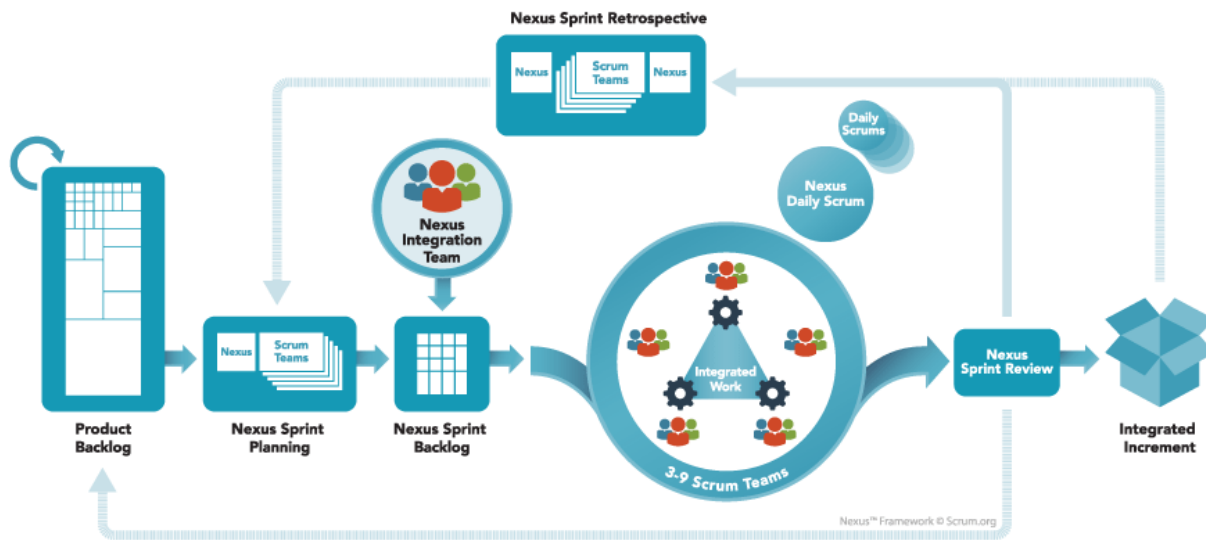 Nexus Sprint Retrospective
Nexus
Scrum
Teams
Nexus
Daily
Scrums
Nexus
Daily Scrum
Nexus
Integration
Team
Nexus
Scrum
Teams
Integrated
Work
Nexus
Sprint Review
Product
Backlog
Nexus Sprint
Planning
Nexus Sprint
Backlog
3-9 Scrum Teams
Integrated
Increment
Nexus™ Framework © Scrum.org